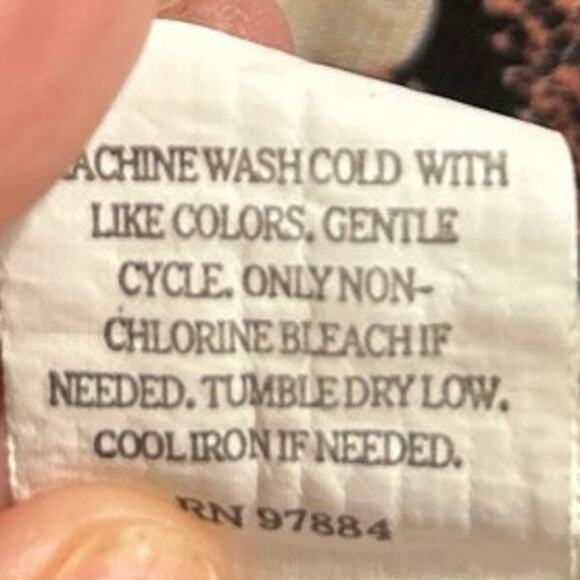 ACHINE WASH COLD WITH
LIKE COLORS. GENTLE
CYCLE. ONLY NON-
CHLORINE BLEACH IF
NEEDED. TUMBLE DRY LOW.
COOL IRON IF NEEDED.
RN 97884